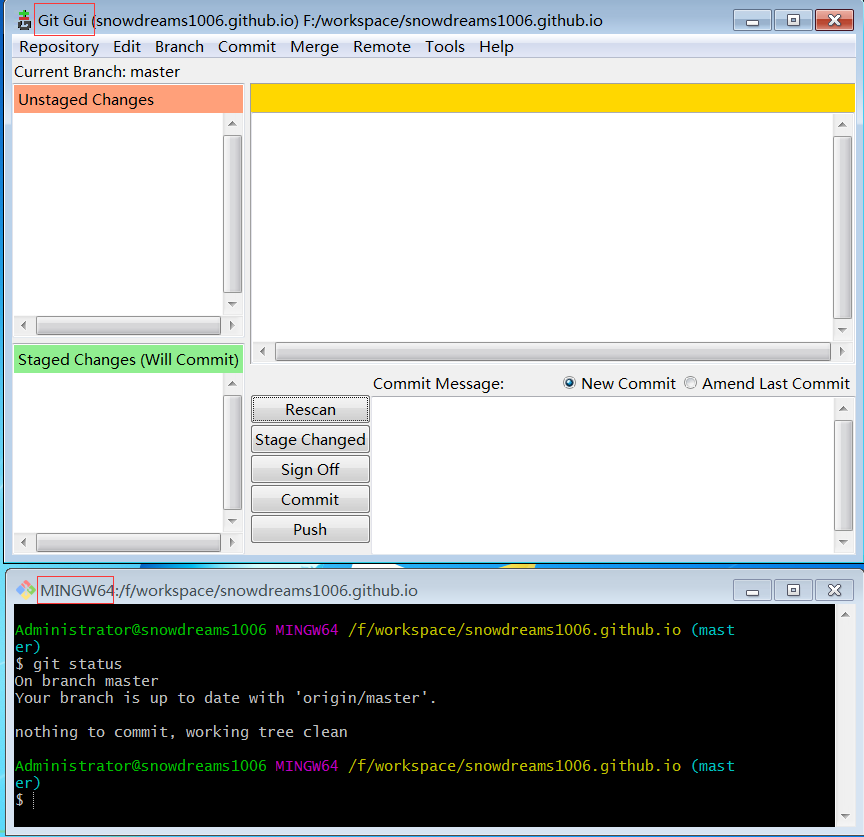 Git Gui (snowdreams1006.github.io) F:/workspace/snowdreams1006.github.io
Repository Edit Branch Commit Merge Remote Tools Help
Current Branch: master
Unstaged Changes
Staged Changes (Will Commit)
Commit Message: New Commit Amend Last Commit
Rescan
Stage Changed
Sign Off
Commit
Push
MINGW64:/f/workspace/snowdreams1006.github.io
Administrator@snowdreams1006 MINGW64 /f/workspace/snowdreams1006.github.io (mast
er)
$ git status
On branch master
Your branch is up to date with 'origin/master'.
nothing to commit, working tree clean
Administrator@snowdreams1006 MINGW64 /f/workspace/snowdreams1006.github.io (mast
er)
$